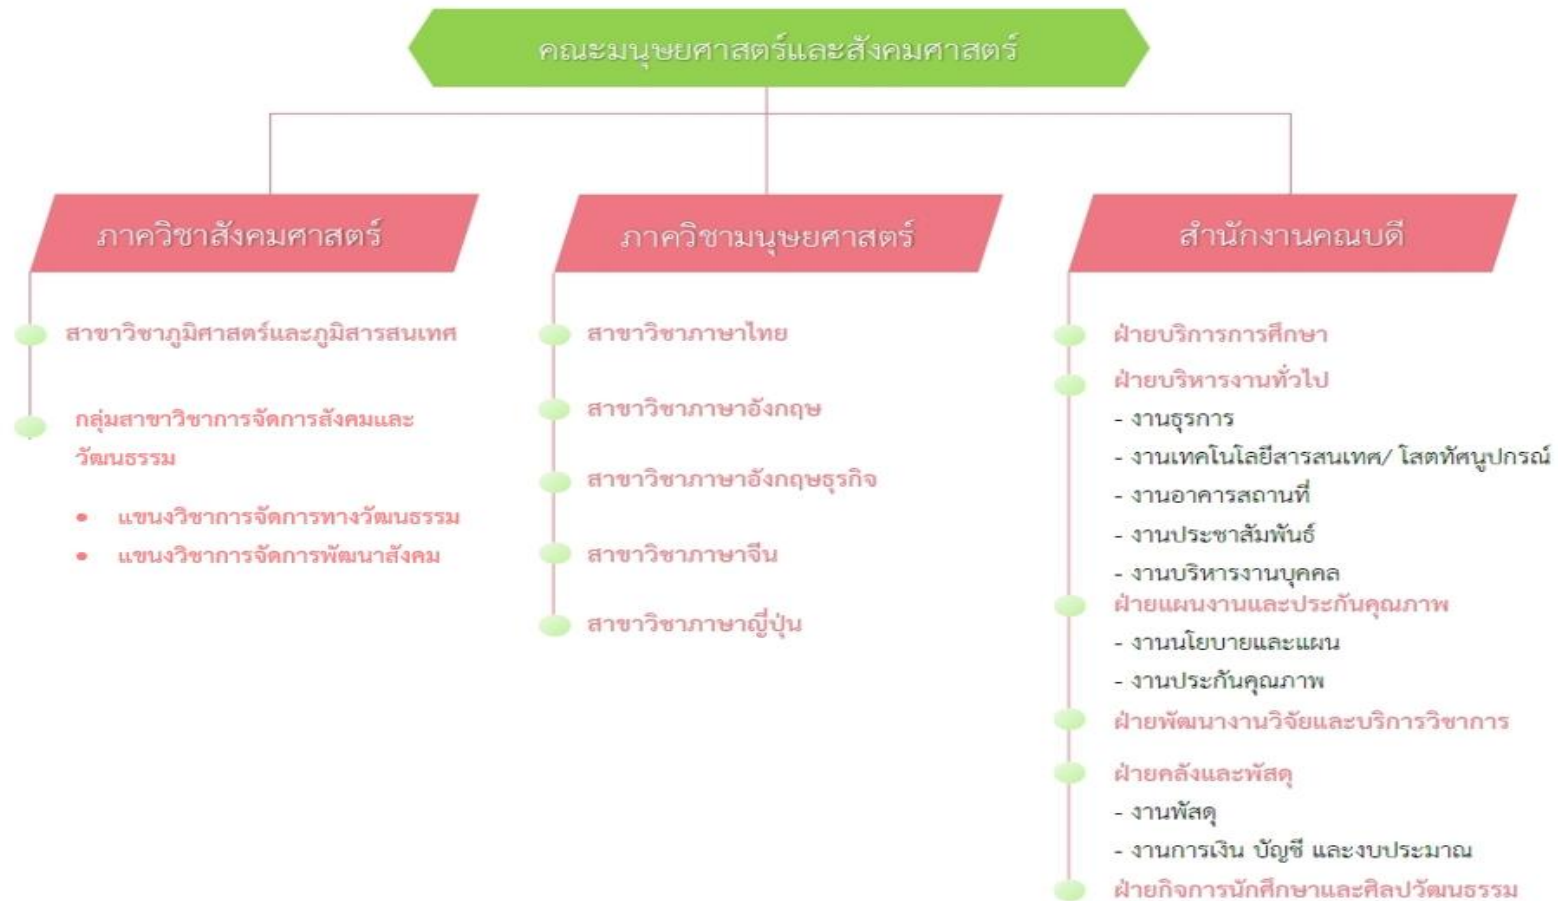 คณะมนุษยศาสตร์และสังคมศาสตร์
ภาควิชาสังคมศาสตร์
สาขาวิชาภูมิศาสตร์และภูมิสารสนเทศ
กลุ่มสาขาวิชาการจัดการสังคมและ
วัฒนธรรม
• แขนงวิชาการจัดการทางวัฒนธรรม
• แขนงวิชาการจัดการพัฒนาสังคม
ภาควิชามนุษยศาสตร์
สาขาวิชาภาษาไทย
สาขาวิชาภาษาอังกฤษ
สาขาวิชาภาษาอังกฤษธุรกิจ
สาขาวิชาภาษาจีน
สาขาวิชาภาษาญี่ปุ่น
สำนักงานคณบดี
ฝ่ายบริการการศึกษา
ฝ่ายบริหารงานทั่วไป
- งานธุรการ
- งานเทคโนโลยีสารสนเทศ/ โสตทัศนูปกรณ์
- งานอาคารสถานที่
- งานประชาสัมพันธ์
- งานบริหารงานบุคคล
ฝ่ายแผนงานและประกันคุณภาพ
- งานนโยบายและแผน
- งานประกันคุณภาพ
ฝ่ายพัฒนางานวิจัยและบริการวิชาการ
ฝ่ายคลังและพัสดุ
- งานพัสดุ
- งานการเงิน บัญชี และงบประมาณ
ฝ่ายกิจการนักศึกษาและศิลปวัฒนธรรม